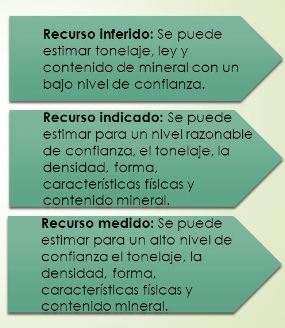 Recurso inferido: Se puede
estimar tonelaje, ley y
contenido de mineral con un
bajo nivel de confianza.
Recurso indicado: Se puede
estimar para un nivel razonable
de confianza, el tonelaje, la
densidad, forma,
características físicas y
contenido mineral.
Recurso medido: Se puede
estimar para un alto nivel de
confianza el tonelaje, la
densidad, forma,
características físicas y
contenido mineral.